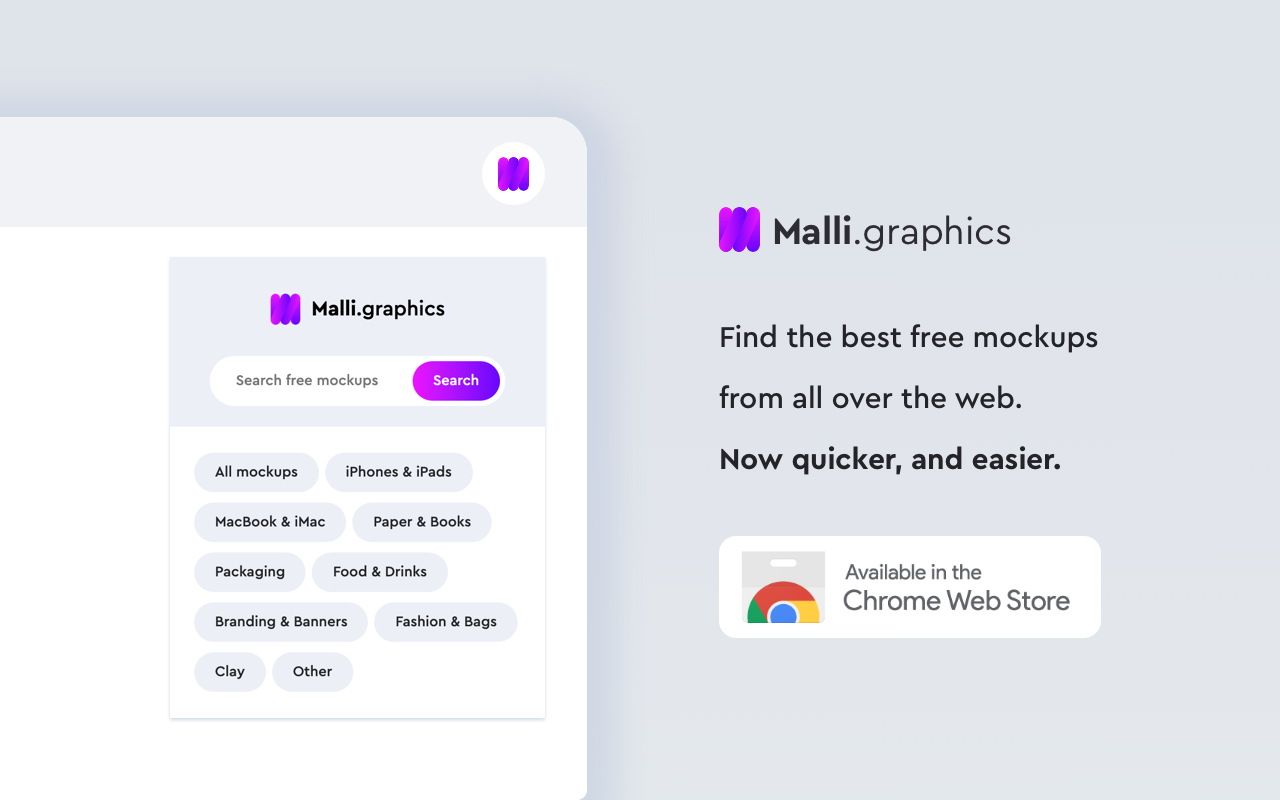 Malli.graphics
Search free mockups
Search
All mockups
iPhones & iPads
MacBook & iMac
Paper & Books
Packaging
Food & Drinks
Branding & Banners
Fashion & Bags
Clay
Other
Malli.graphics
Find the best free mockups
from all over the web.
Now quicker, and easier.
Available in the
Chrome Web Store